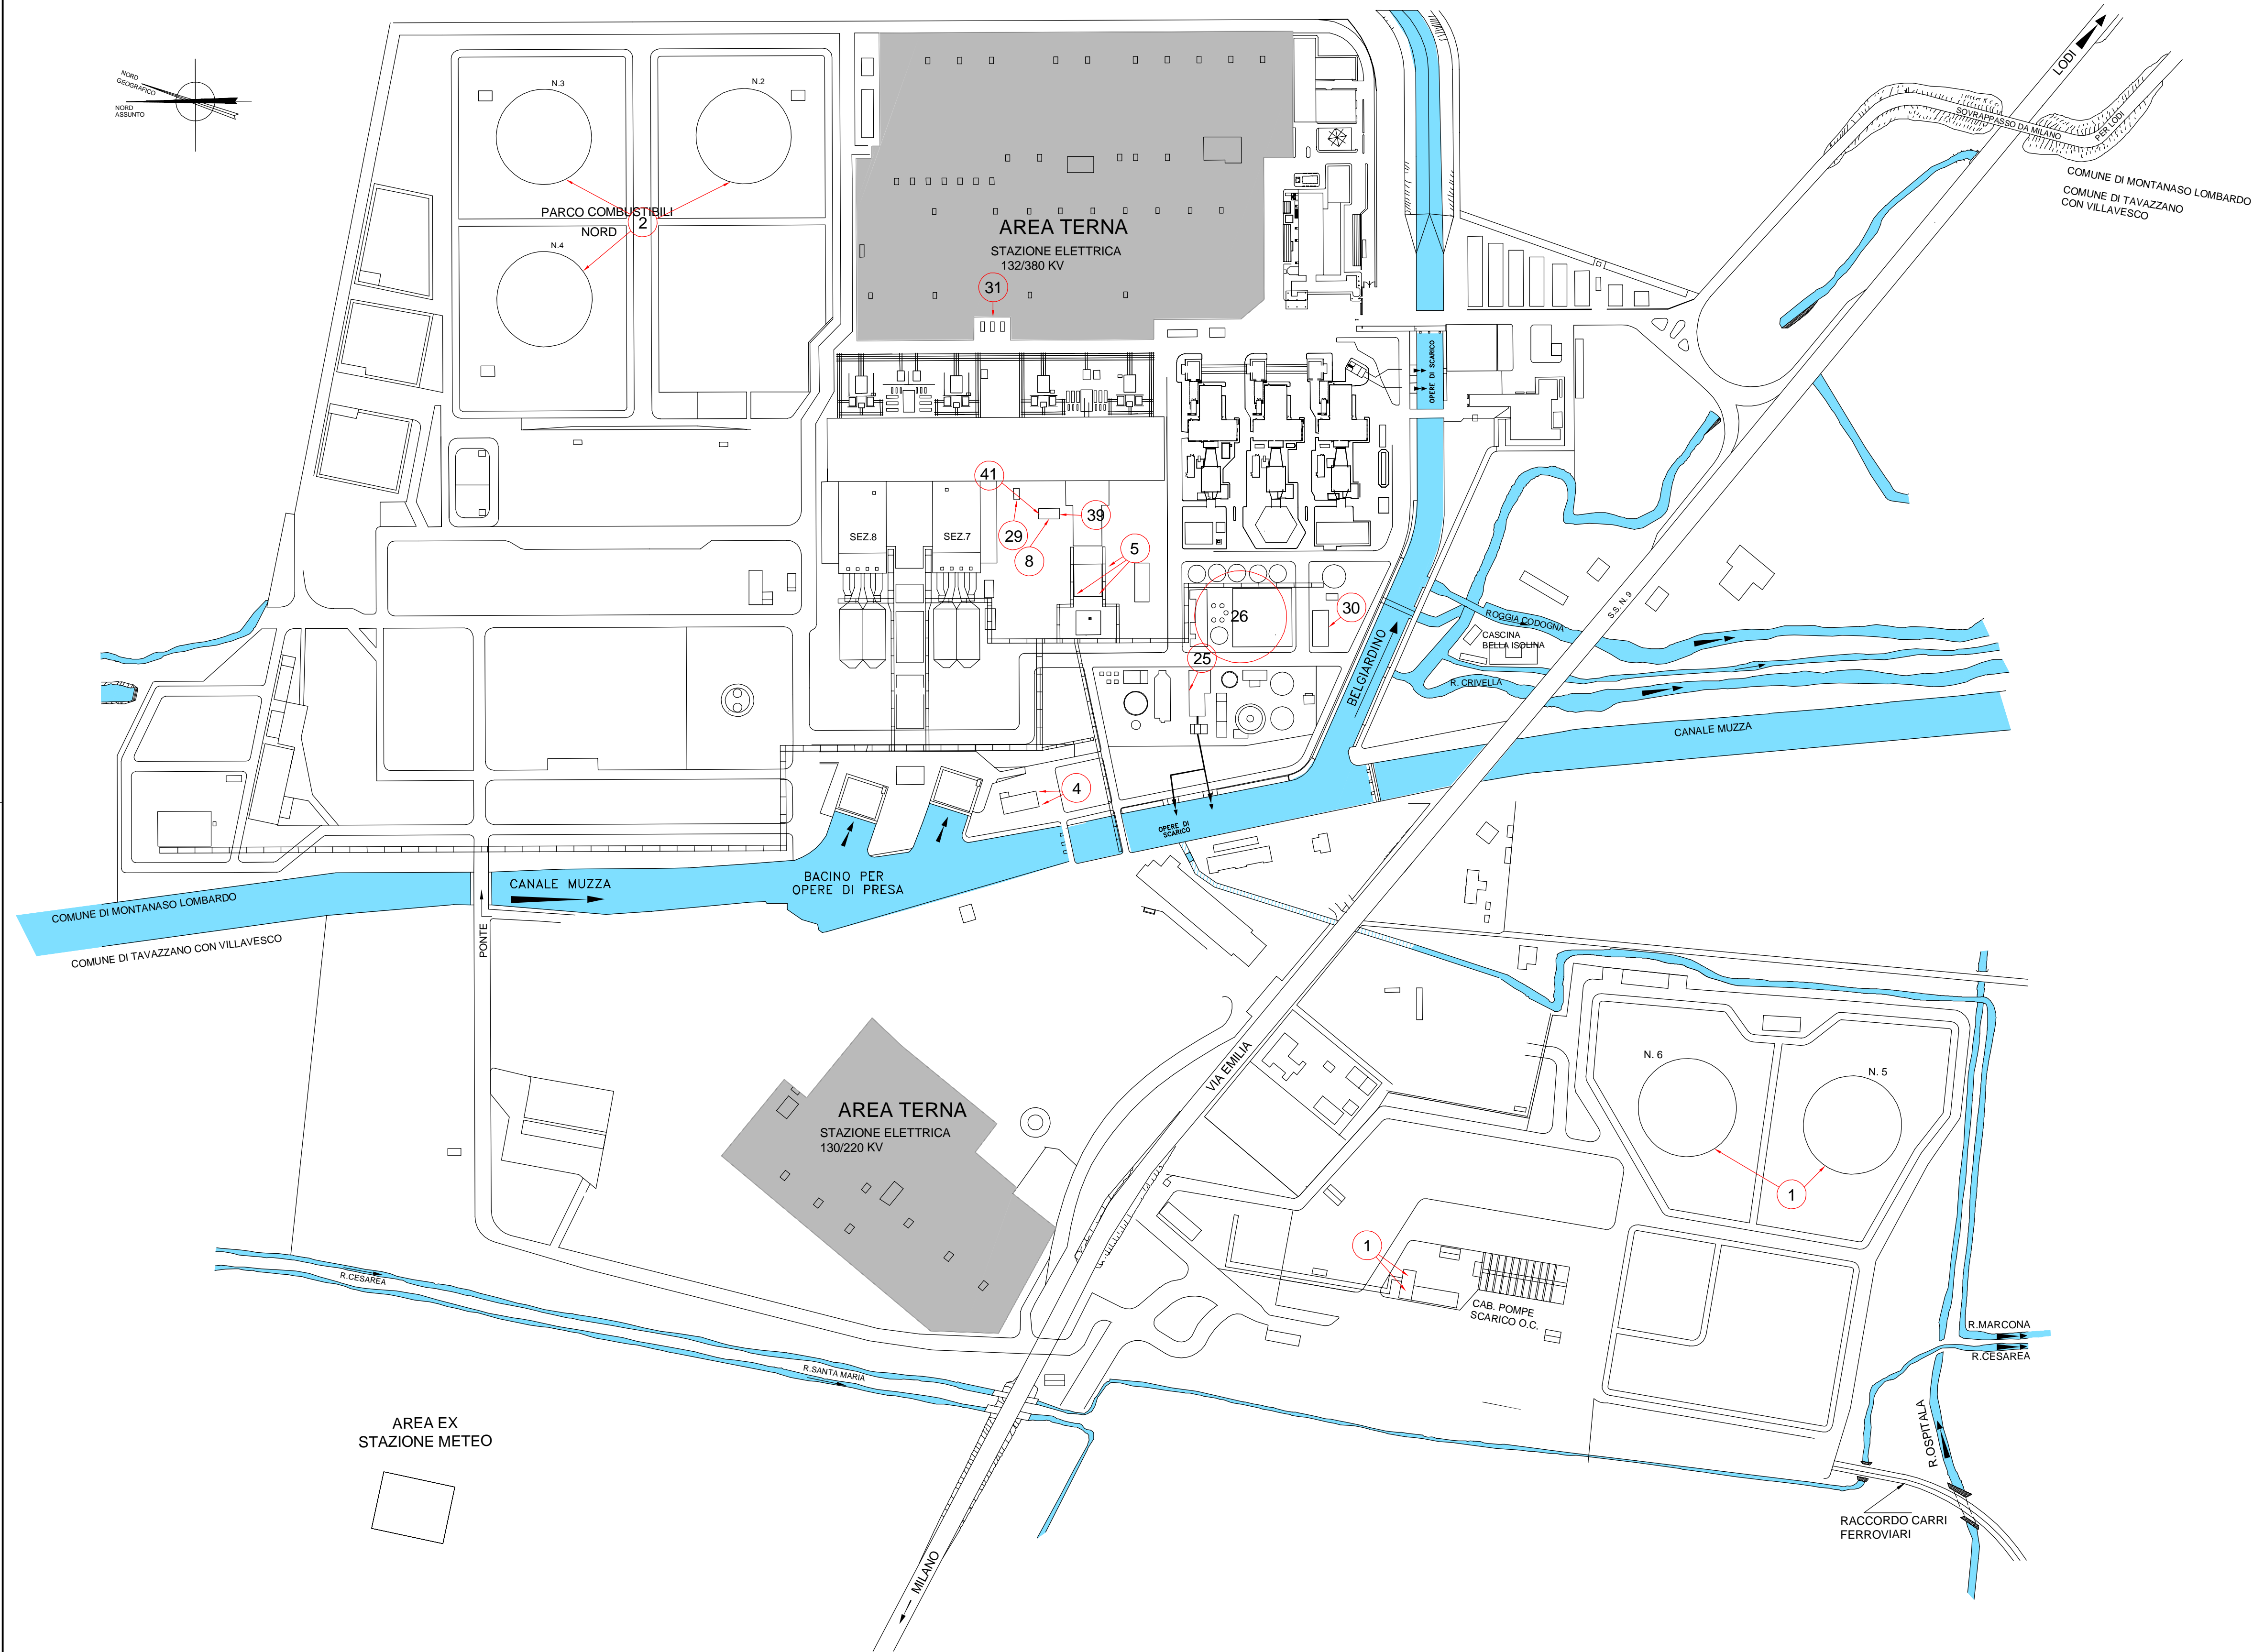 NORD
GEOGRAFICO
NORD
ASSUNTO
N.3
N.2
LODI
SOVRAPPASSO DA MILANO
PER LODI
COMUNE DI MONTANASO LOMBARDO
COMUNE DI TAVAZZANO
CON VILLAVESCO
PARCO COMBUSTIBILI
2
NORD
N.4
AREA TERNA
STAZIONE ELETTRICA
132/380 KV
31
OPERE DI SCARICO
41
39
29
8
5
SEZ.8
SEZ.7
26
30
25
4
BELGIARDINO
ROGGIA CODOGNA
CASCINA
BELLA ISOLINA
R. CRIVELLA
S.S. N. 9
CANALE MUZZA
OPERE DI
SCARICO
BACINO PER
OPERE DI PRESA
CANALE MUZZA
COMUNE DI MONTANASO LOMBARDO
COMUNE DI TAVAZZANO CON VILLAVESCO
PONTE
VIA EMILIA
N. 6
N. 5
1
AREA TERNA
STAZIONE ELETTRICA
130/220 KV
1
CAB. POMPE
SCARICO O.C.
R.CESAREA
R.SANTA MARIA
R.MARCONA
R.CESAREA
R.OSPITALA
AREA EX
STAZIONE METEO
RACCORDO CARRI
FERROVIARI
MILANO